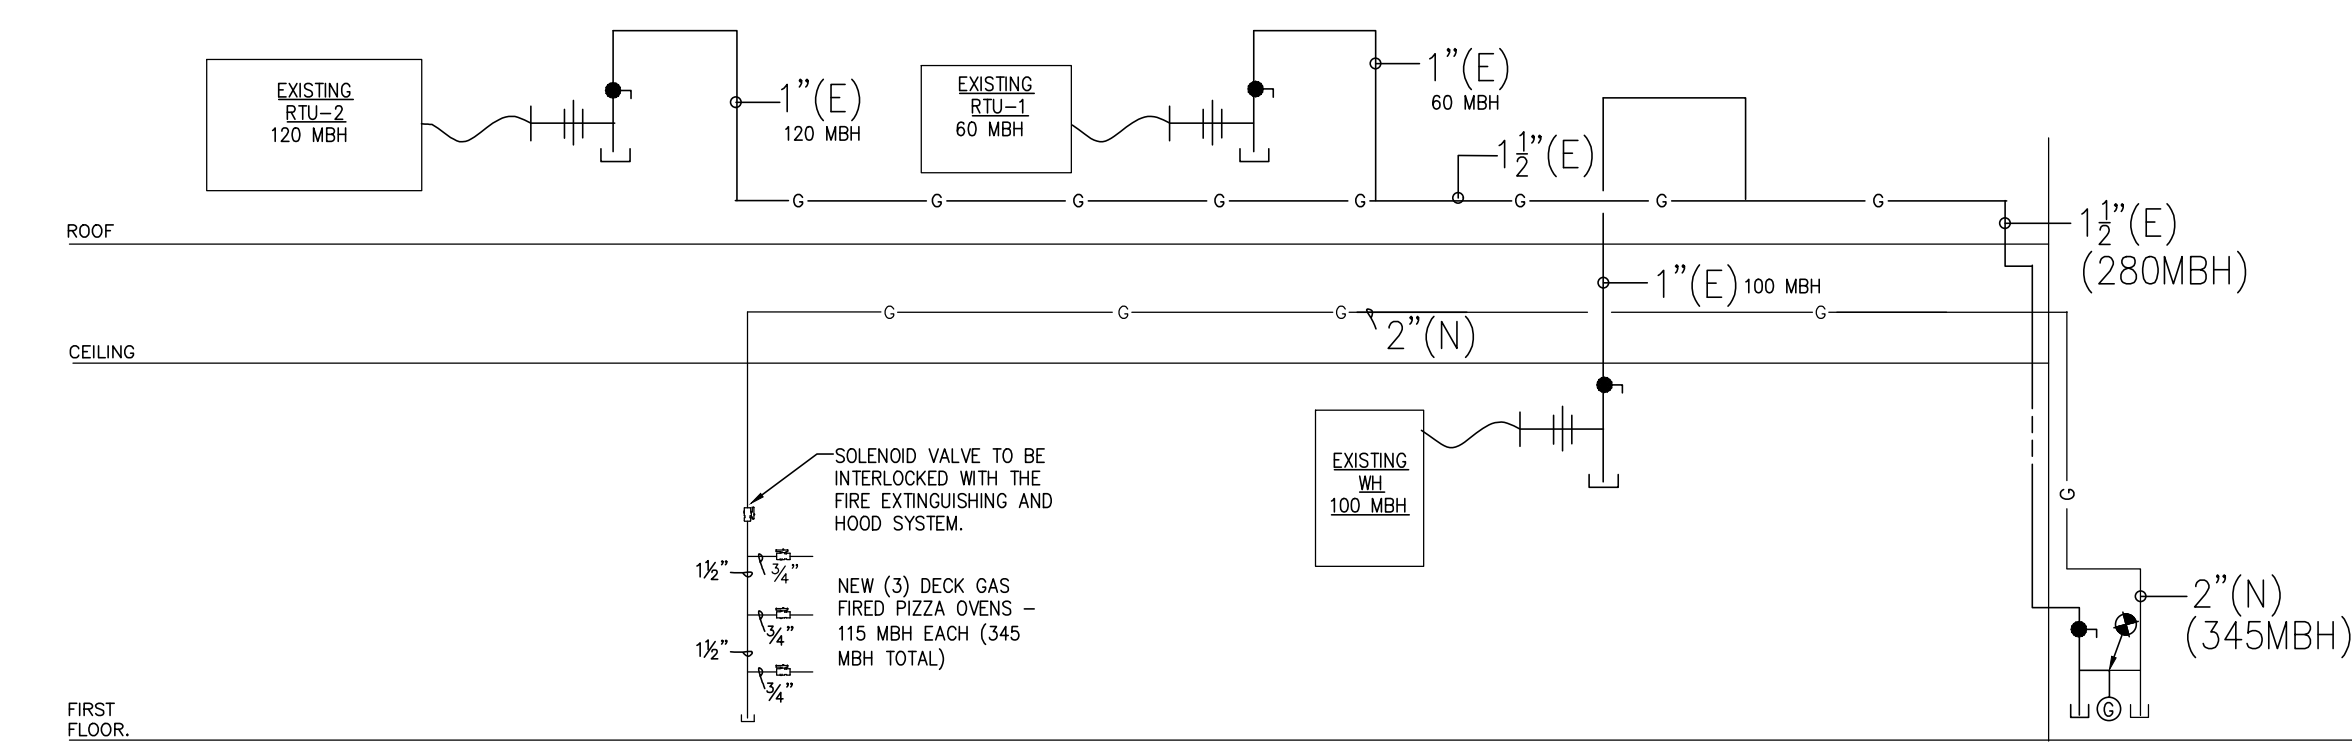 EXISTING
RTU-2
120 MBH
1"(E)
120 MBH
EXISTING
RTU-1
60 MBH
1"(E)
60 MBH
1½"(E)
G G G G G G G G
ROOF
1½"(E)
(280MBH)
1"(E) 100 MBH
G G G G
2"(N)
CEILING
SOLENOID VALVE TO BE
INTERLOCKED WITH THE
FIRE EXTINGUISHING AND
HOOD SYSTEM.
EXISTING
WH
100 MBH
G
1½"
¾"
NEW (3) DECK GAS
FIRED PIZZA OVENS –
115 MBH EACH (345
MBH TOTAL)
¾"
1½"
¾"
2"(N)
(345MBH)
G
FIRST
FLOOR.